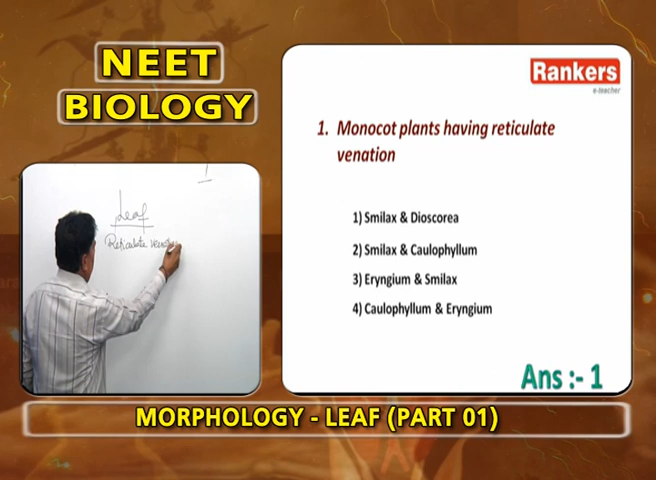 NEET
BIOLOGY
Rankers
e-teacher
1. Monocot plants having reticulate
venation
1) Smilax & Dioscorea
2) Smilax & Caulophyllum
3) Eryngium & Smilax
4) Caulophyllum & Eryngium
Ans :- 1
1
Leaf
Reticulate
MORPHOLOGY - LEAF (PART 01)